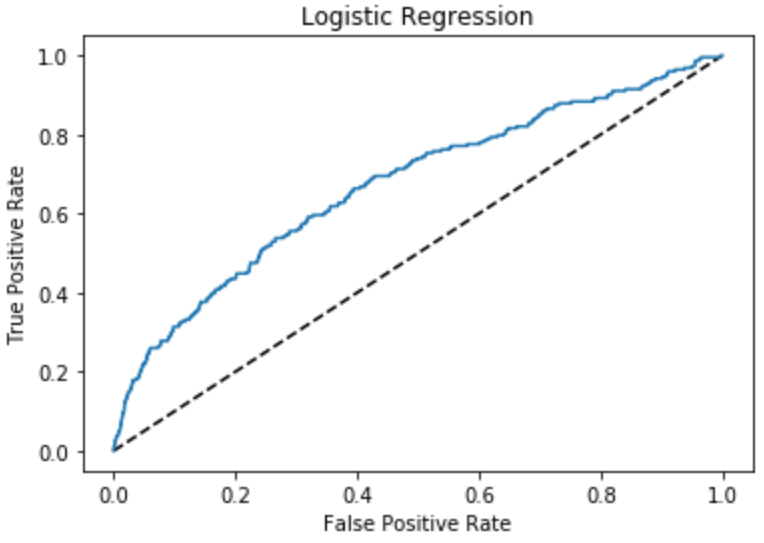 Logistic Regression
1.0
0.8
0.6
0.4
0.2
0.0
True Positive Rate
0.0 0.2 0.4 0.6 0.8 1.0
False Positive Rate